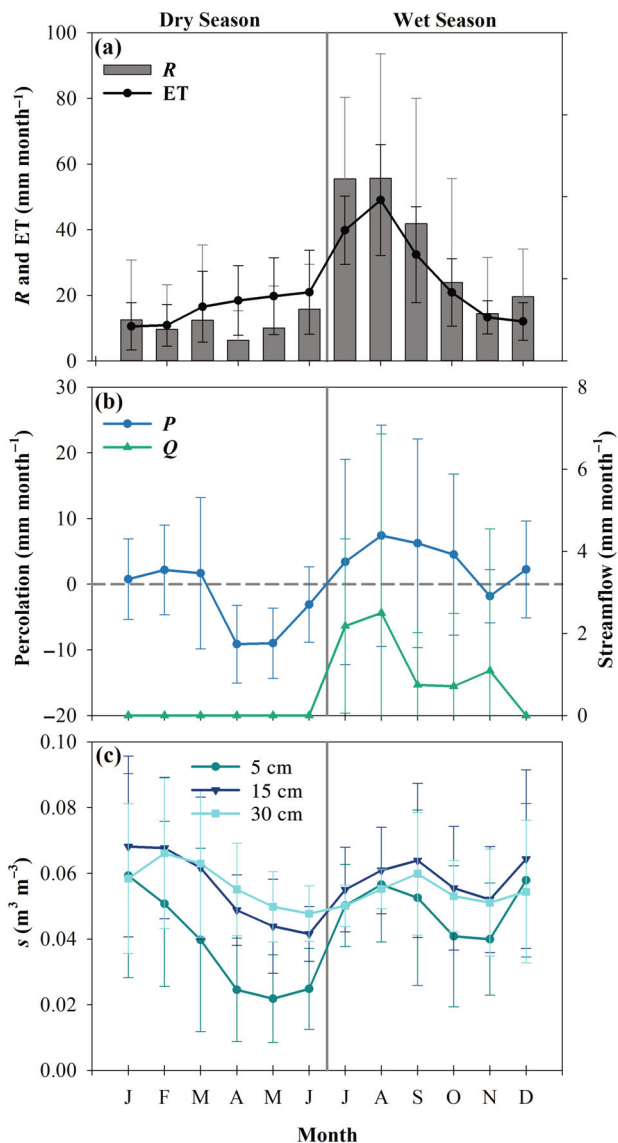 Dry Season Wet Season
(a)
R
ET
100
80
60
40
20
0
R and ET (mm month⁻¹)
(b)
P
Q
30
20
10
0
−10
−20
Percolation (mm month⁻¹)
8
6
4
2
0
Streamflow (mm month⁻¹)
(c)
5 cm
15 cm
30 cm
0.10
0.08
0.06
0.04
0.02
0.00
s (m³ m⁻³)
J F M A M J J A S O N D
Month